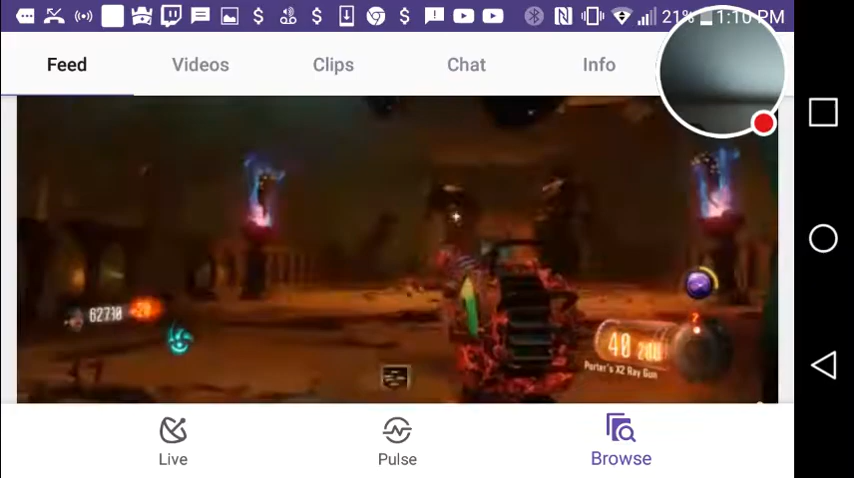 21% 1:10 PM
Feed Videos Clips Chat Info
62710
2
40 200
Porter's X2 Ray Gun
Live Pulse Browse